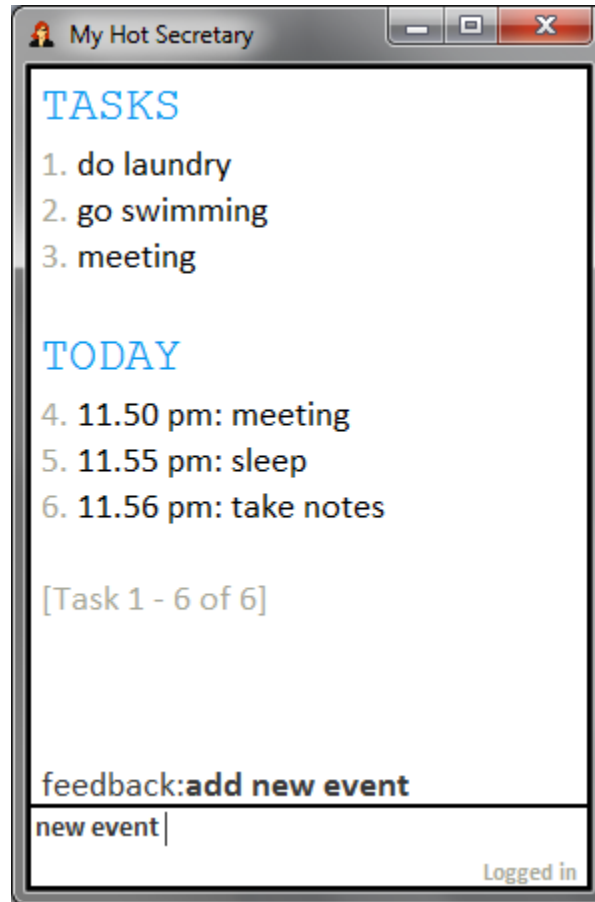 My Hot Secretary
TASKS
1. do laundry
2. go swimming
3. meeting
TODAY
4. 11.50 pm: meeting
5. 11.55 pm: sleep
6. 11.56 pm: take notes
[Task 1 - 6 of 6]
feedback:add new event
new event
Logged in